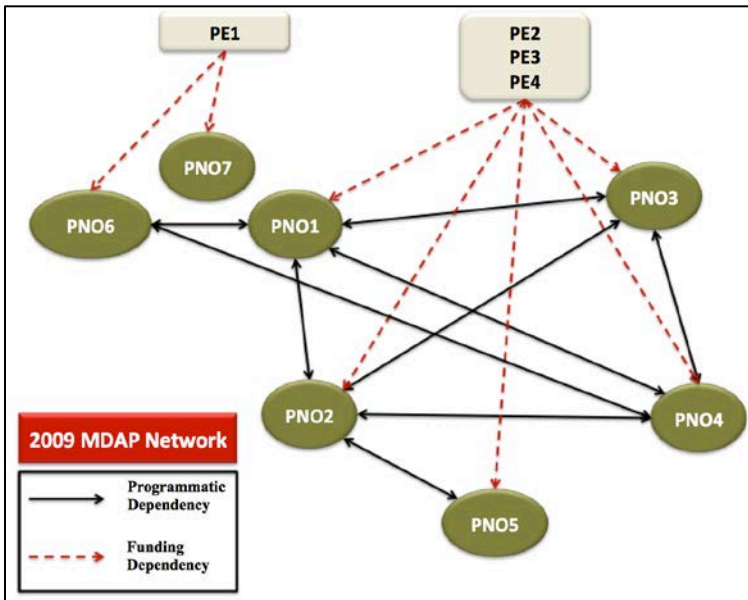 PE1
PE2
PE3
PE4
PNO7
PNO3
PNO6
PNO1
PNO2
PNO4
PNO5
2009 MDAP Network
Programmatic
Dependency
Funding
Dependency